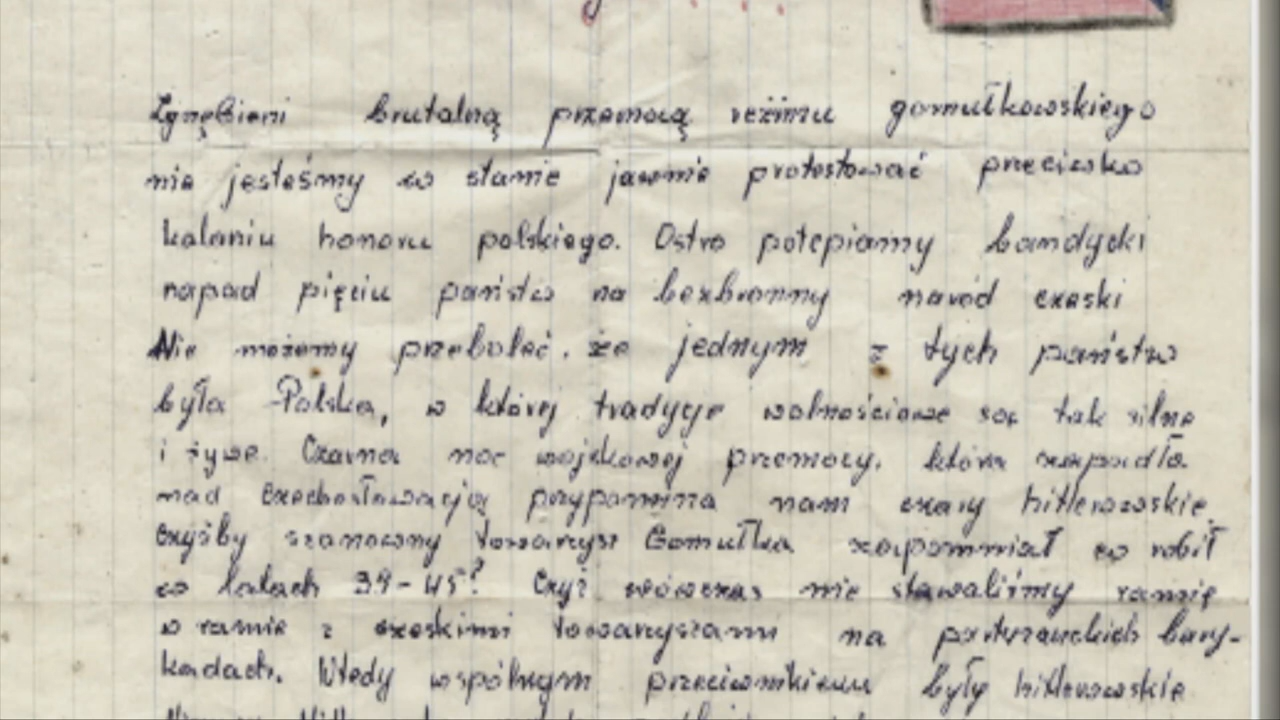 Zgnębieni brutalną przemocą reżimu gomułkowskiego
nie jesteśmy w stanie jawnie protestować przeciwko
kalaniu honoru polskiego. Ostro potepiamy bandycki
napad pięciu państw na bezbronny naród czeski
Nie możemy przeboleć, że jednym z tych państw
była Polska, w której tradycje wolnościowe są tak silne
i żywe. Czarna noc wojskowej przemocy, która zapadła
nad Czechosłowacją przypomina nam czasy hitlerowskie.
Czyżby szanowny towarzysz Gomułka zapomniał co robił
w latach 39-45? Czyż wówczas nie stawaliśmy ramię
w ramie z czeskimi towarzyszami na partyzanckich bary-
kadach. Wtedy wspólnym przeciwnikiem były hitlerowskie